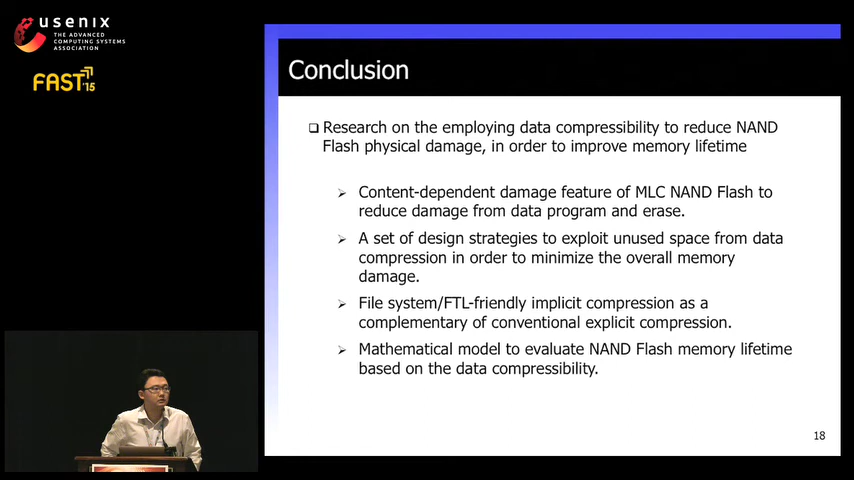 usenix
THE ADVANCED
COMPUTING SYSTEMS
ASSOCIATION
FAST '15
Conclusion
Research on the employing data compressibility to reduce NAND
Flash physical damage, in order to improve memory lifetime
Content-dependent damage feature of MLC NAND Flash to
reduce damage from data program and erase.
A set of design strategies to exploit unused space from data
compression in order to minimize the overall memory
damage.
File system/FTL-friendly implicit compression as a
complementary of conventional explicit compression.
Mathematical model to evaluate NAND Flash memory lifetime
based on the data compressibility.
18